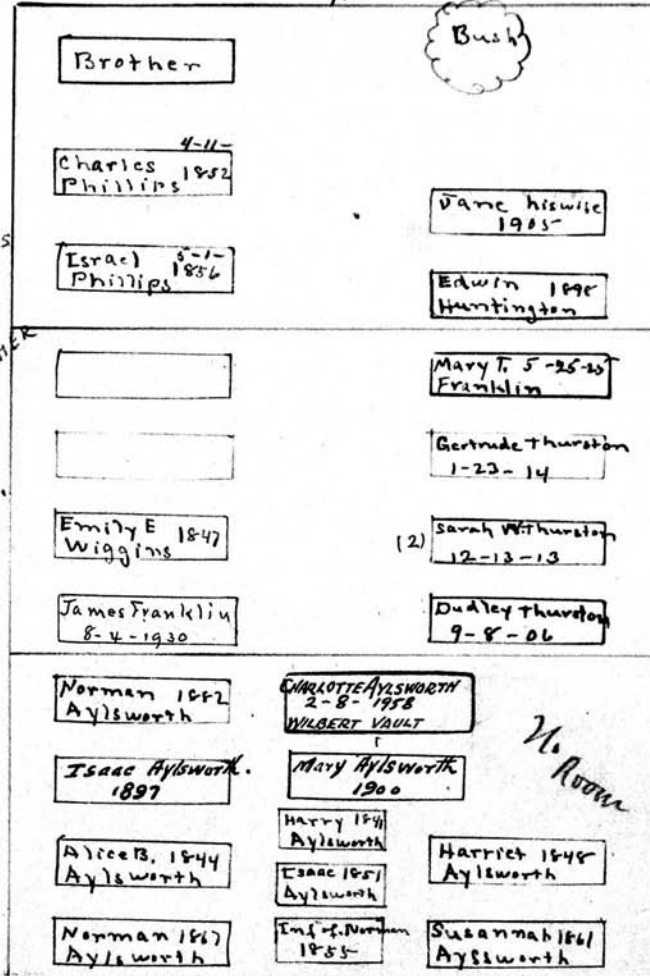 Brother
Bush
4-11-
Charles 1852
Phillips
Jane hiswife
1905
S
Israel 5-1-
Phillips 1856
Edwin 1898
Huntington
Mary T. 5-25-25
Franklin
Gertrude Thurston
1-23-14
Emily E 1847
Wiggins
(2) Sarah W. Thurston
12-13-13
James Franklin
8-4-1930
Dudley Thurston
9-8-06
Norman 1882
Aylsworth
CHARLOTTE AYLSWORTH
2-8-1958
WILBERT VAULT
No
Room
Isaac Aylsworth.
1897
Mary Aylsworth
1900
Harry 1841
Aylsworth
Alice B. 1844
Aylsworth
Isaac 1851
Aylsworth
Harriet 1848
Aylsworth
Norman 1867
Aylsworth
Inf of Norman
1855
Susannah 1861
Ayssworth